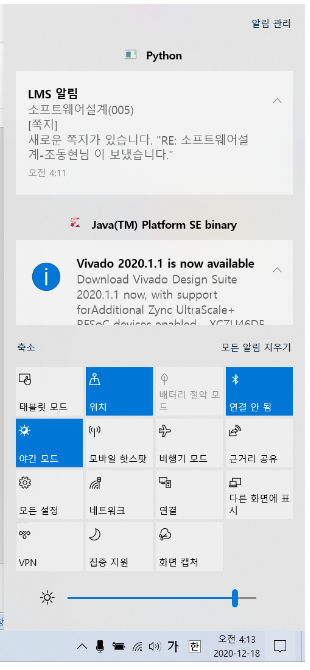 알림 관리
Python
LMS 알림
소프트웨어설계(005)
[쪽지]
새로운 쪽지가 있습니다. "RE: 소프트웨어설
계-조동현님 이 보냈습니다."
오전 4:11
Java(TM) Platform SE binary
Vivado 2020.1.1 is now available
Download Vivado Design Suite
2020.1.1 now, with support
forAdditional Zynq UltraScale+
RFSoC devices enabled
축소
모든 알림 지우기
태블릿 모드
위치
배터리 절약 모
드
연결 안 됨
야간 모드
모바일 핫스팟
비행기 모드
근거리 공유
모든 설정
네트워크
연결
다른 화면에 표
시
VPN
집중 지원
화면 캡처
가
한
오전 4:13
2020-12-18